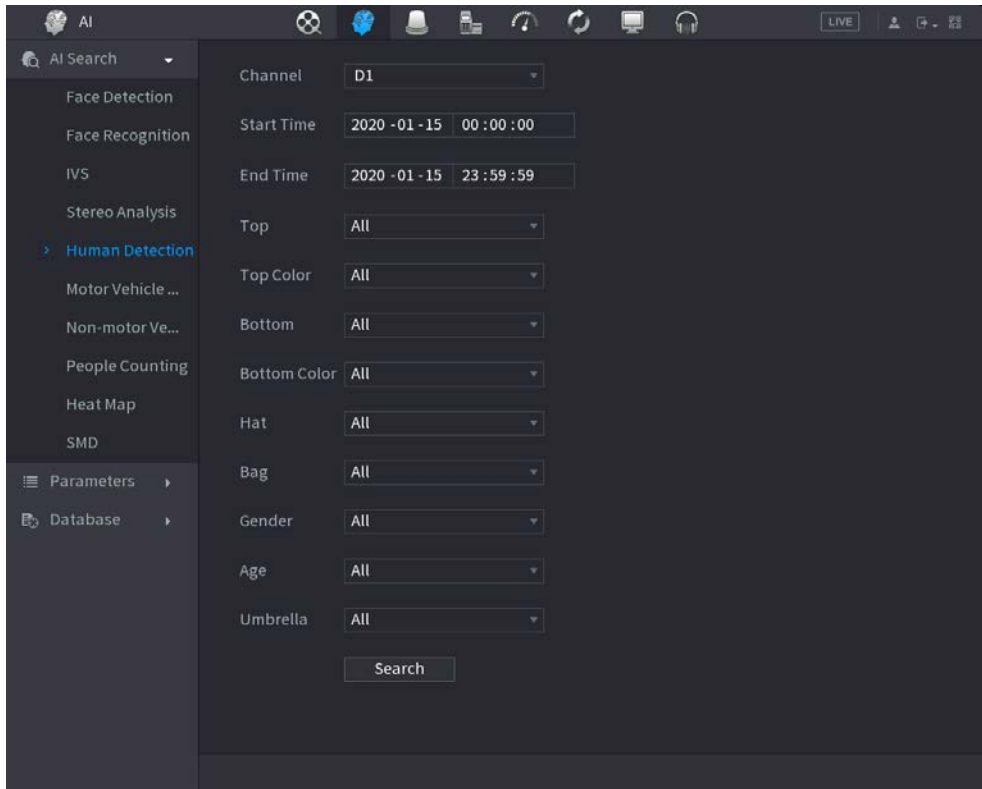 AI
LIVE
AI Search
Face Detection
Face Recognition
IVS
Stereo Analysis
Human Detection
Motor Vehicle ...
Non-motor Ve...
People Counting
Heat Map
SMD
Parameters
Database
Channel D1
Start Time 2020 -01 -15 00 :00 :00
End Time 2020 -01 -15 23 :59 :59
Top All
Top Color All
Bottom All
Bottom Color All
Hat All
Bag All
Gender All
Age All
Umbrella All
Search